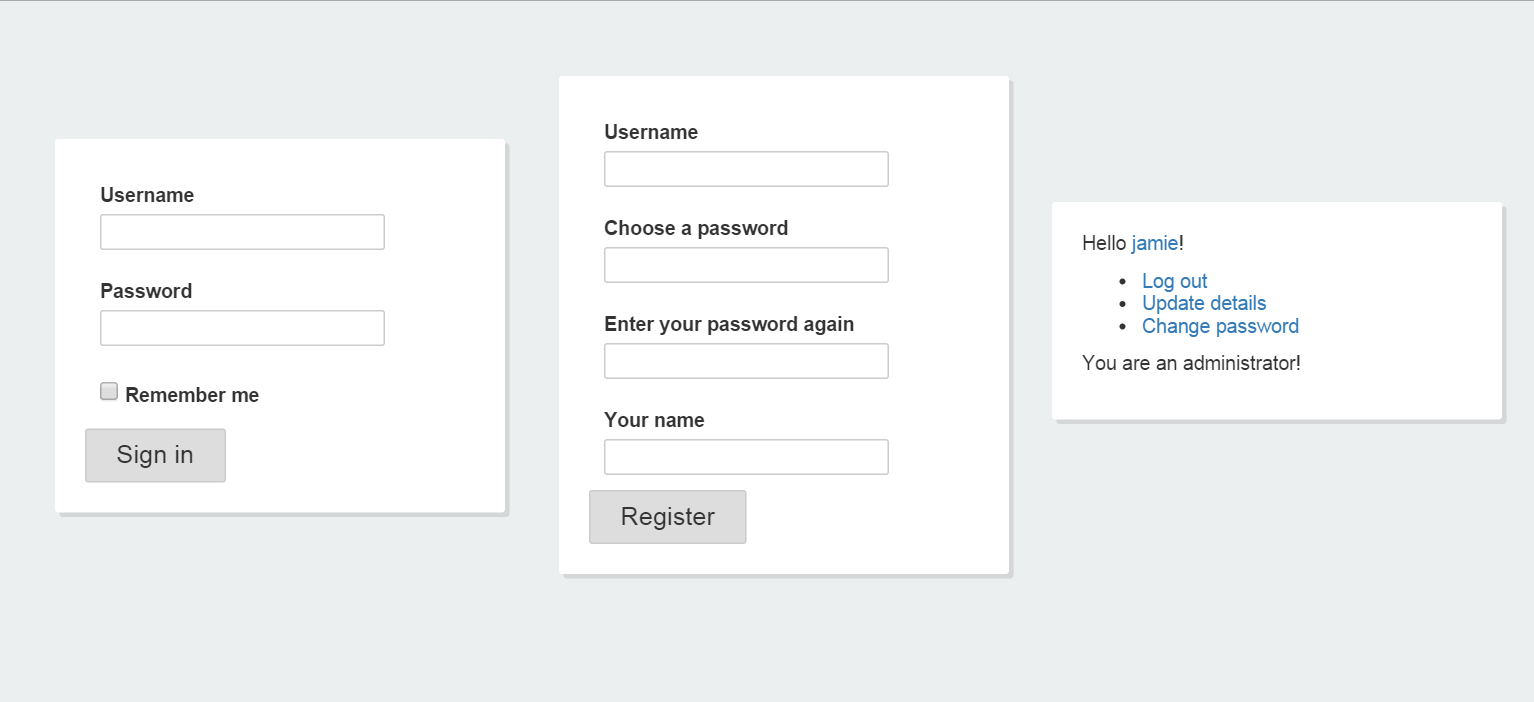 Username
Password
Remember me
Sign in
Username
Choose a password
Enter your password again
Your name
Register
Hello jamie!
Log out
Update details
Change password
You are an administrator!